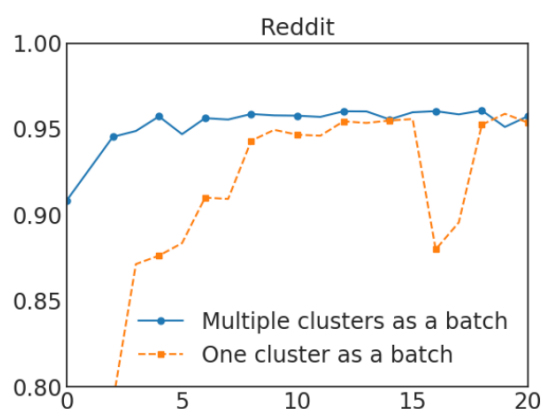 Reddit
1.00
0.95
0.90
0.85
0.80
Multiple clusters as a batch
One cluster as a batch
0 5 10 15 20